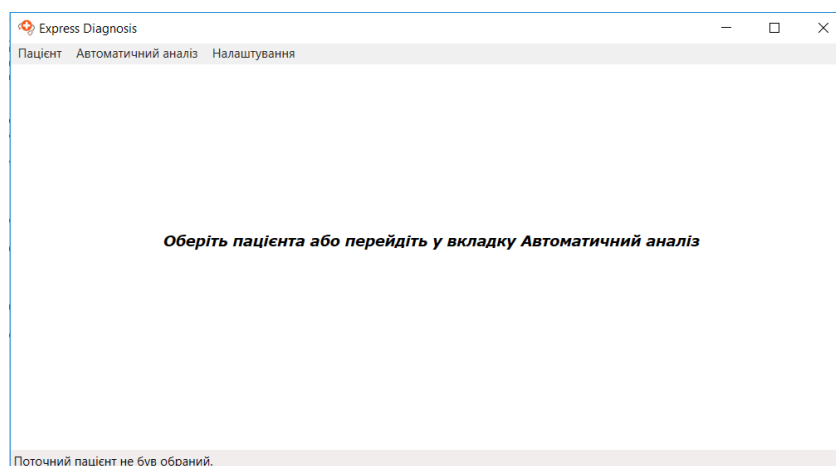 Express Diagnosis
Пацієнт Автоматичний аналіз Налаштування
Оберіть пацієнта або перейдіть у вкладку Автоматичний аналіз
Поточний пацієнт не був обраний.